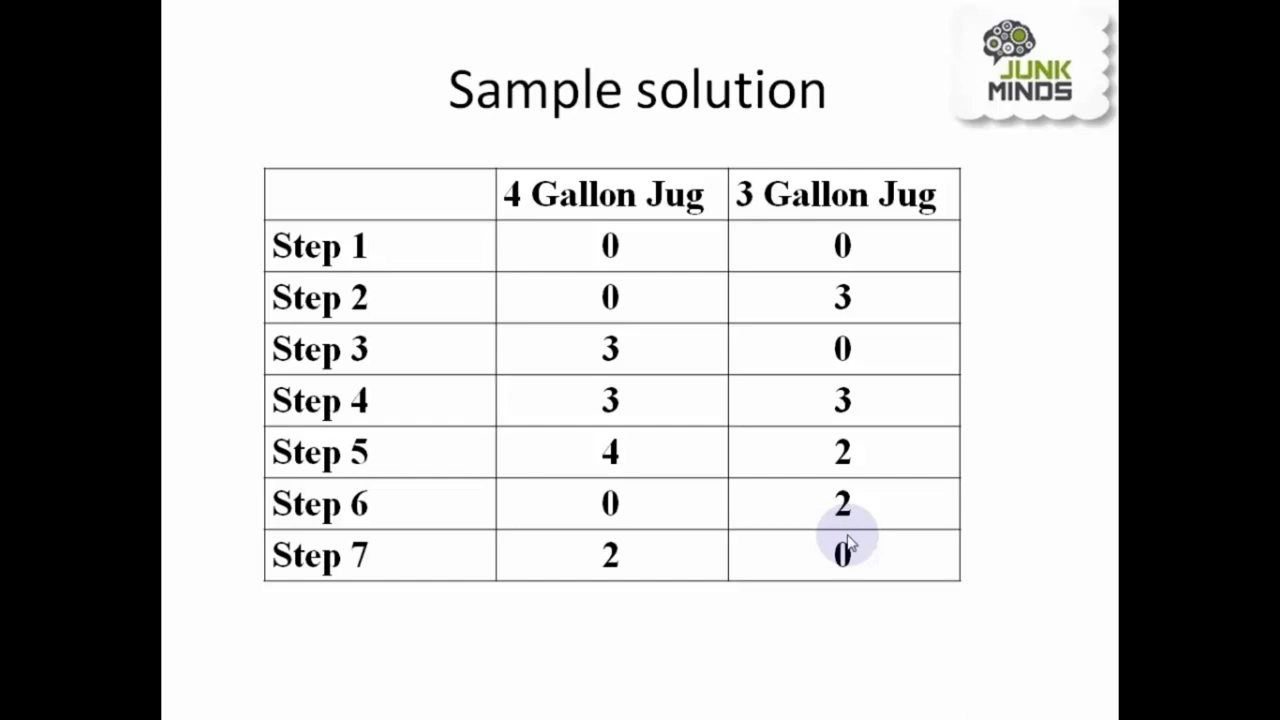 JUNK
MINDS
Sample solution
4 Gallon Jug 3 Gallon Jug
Step 1 0 0
Step 2 0 3
Step 3 3 0
Step 4 3 3
Step 5 4 2
Step 6 0 2
Step 7 2 0